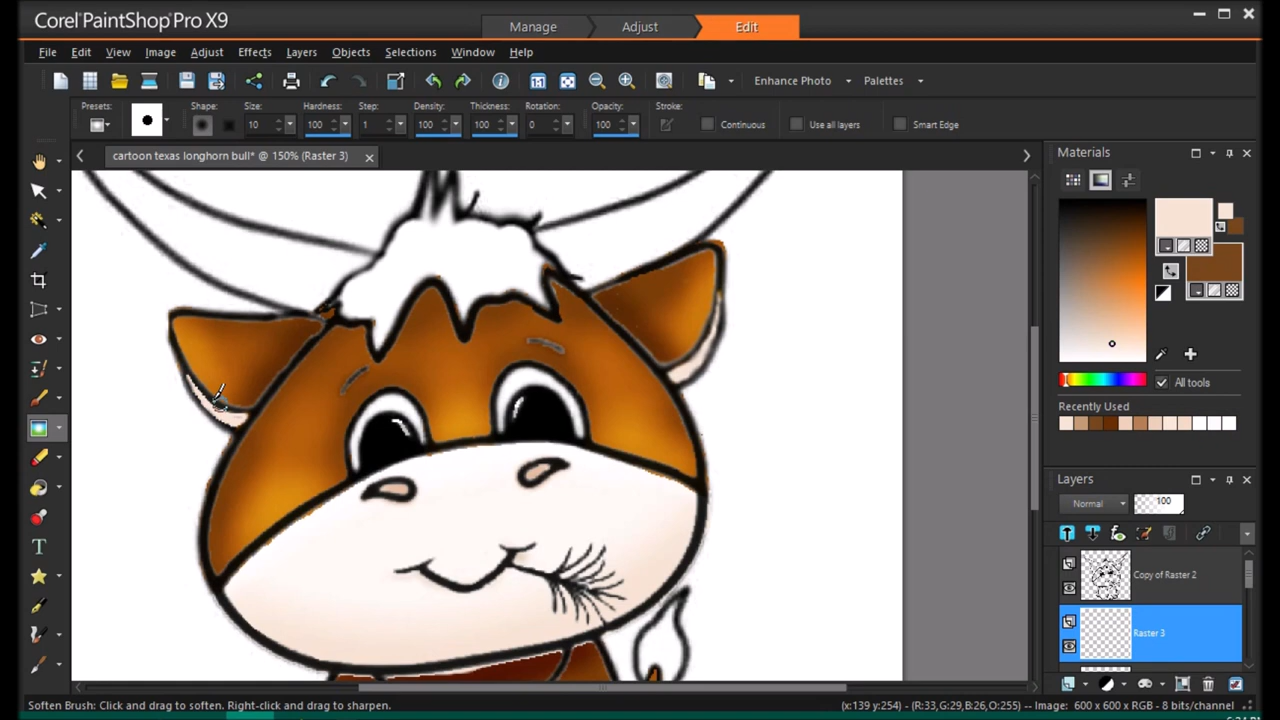 Corel PaintShop Pro X9
Manage Adjust Edit
File Edit View Image Adjust Effects Layers Objects Selections Window Help
1:1 Enhance Photo Palettes
Presets: Shape: Size: Hardness: Step: Density: Thickness: Rotation: Opacity: Stroke:
10 100 1 100 100 0 100 Continuous Use all layers Smart Edge
cartoon texas longhorn bull* @ 150% (Raster 3)
Materials
All tools
Recently Used
Layers
Normal 100
Copy of Raster 2
Raster 3
Soften Brush: Click and drag to soften. Right-click and drag to sharpen.
(x:139 y:254) - (R:33,G:29,B:26,O:255) -- Image: 600 x 600 x RGB - 8 bits/channel